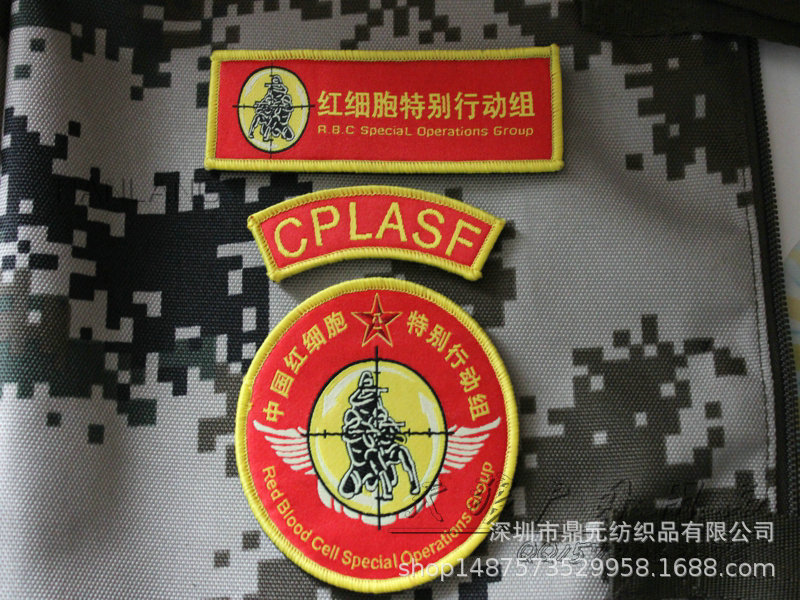 红细胞特别行动组
R.B.C Special Operations Group
CPLASF
中国红细胞 特别行动组
八一
Red Blood Cell Special Operations Group
深圳市鼎元纺织品有限公司
shop1487573529958.1688.com